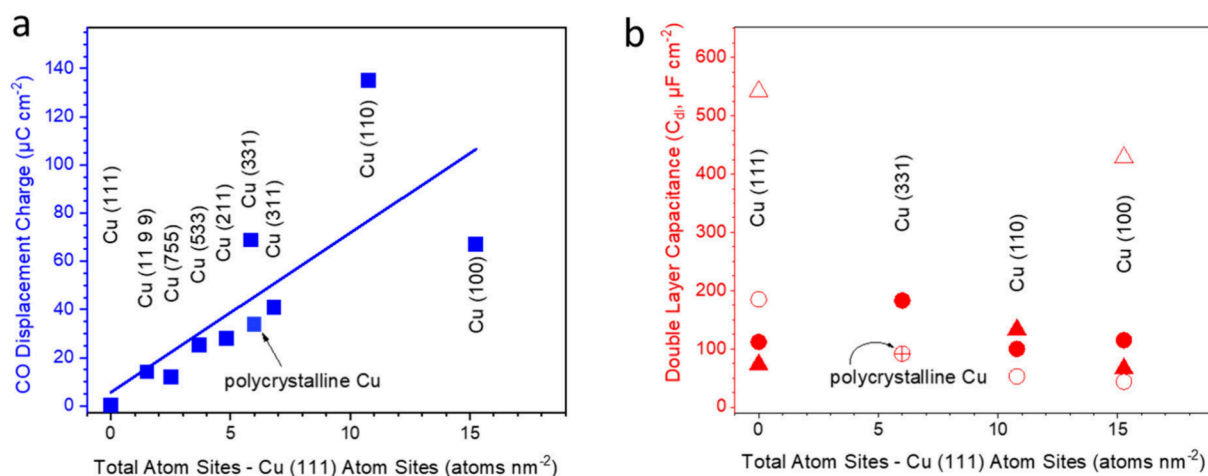 a
CO Displacement Charge (µC cm-2)
140
120
100
80
60
40
20
0
Cu (111)
Cu (11 9 9)
Cu (755)
Cu (533)
Cu (211)
Cu (331)
Cu (311)
Cu (110)
Cu (100)
polycrystalline Cu
0
5
10
15
Total Atom Sites - Cu (111) Atom Sites (atoms nm-2)
b
Double Layer Capacitance (Cdl, µF cm-2)
600
500
400
300
200
100
0
Cu (111)
Cu (331)
Cu (110)
Cu (100)
polycrystalline Cu
0
5
10
15
Total Atom Sites - Cu (111) Atom Sites (atoms nm-2)